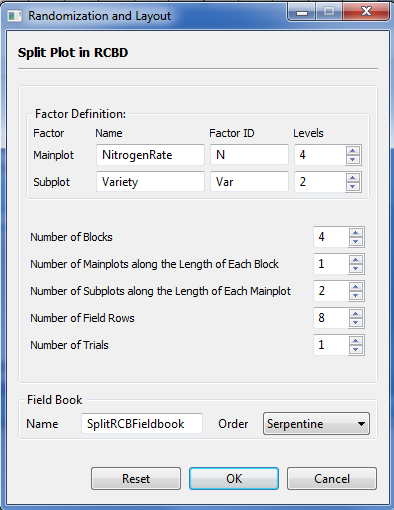 Randomization and Layout
Split Plot in RCBD
Factor Definition:
Factor Name Factor ID Levels
Mainplot NitrogenRate N 4
Subplot Variety Var 2
Number of Blocks 4
Number of Mainplots along the Length of Each Block 1
Number of Subplots along the Length of Each Mainplot 2
Number of Field Rows 8
Number of Trials 1
Field Book
Name SplitRCBFieldbook Order Serpentine
Reset OK Cancel